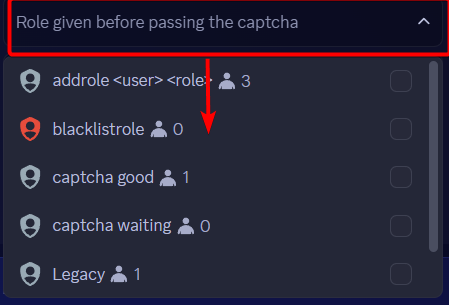 Role given before passing the captcha
addrole <user> <role> 3
blacklistrole 0
captcha good 1
captcha waiting 0
Legacy 1